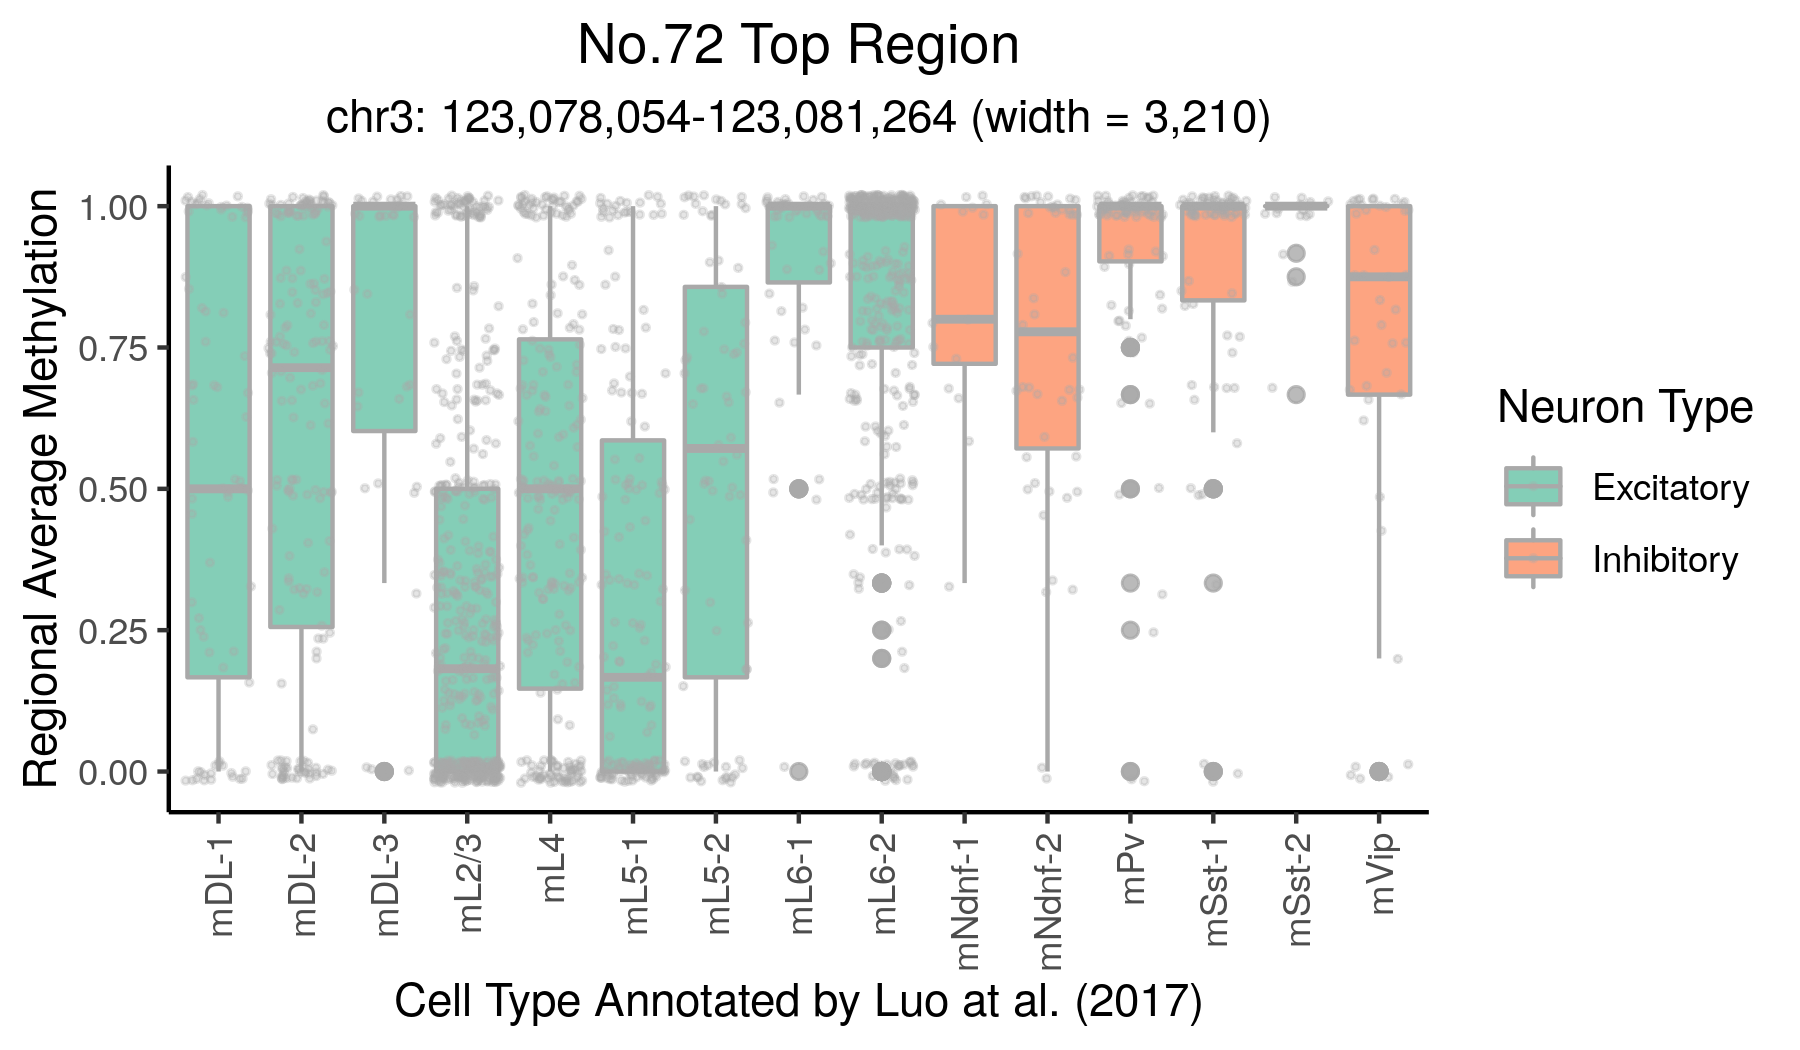 No.72 Top Region
chr3: 123,078,054-123,081,264 (width = 3,210)
Regional Average Methylation
1.00
0.75
0.50
0.25
0.00
mDL-1
mDL-2
mDL-3
mL2/3
mL4
mL5-1
mL5-2
mL6-1
mL6-2
mNdnf-1
mNdnf-2
mPv
mSst-1
mSst-2
mVip
Cell Type Annotated by Luo at al. (2017)
Neuron Type
Excitatory
Inhibitory